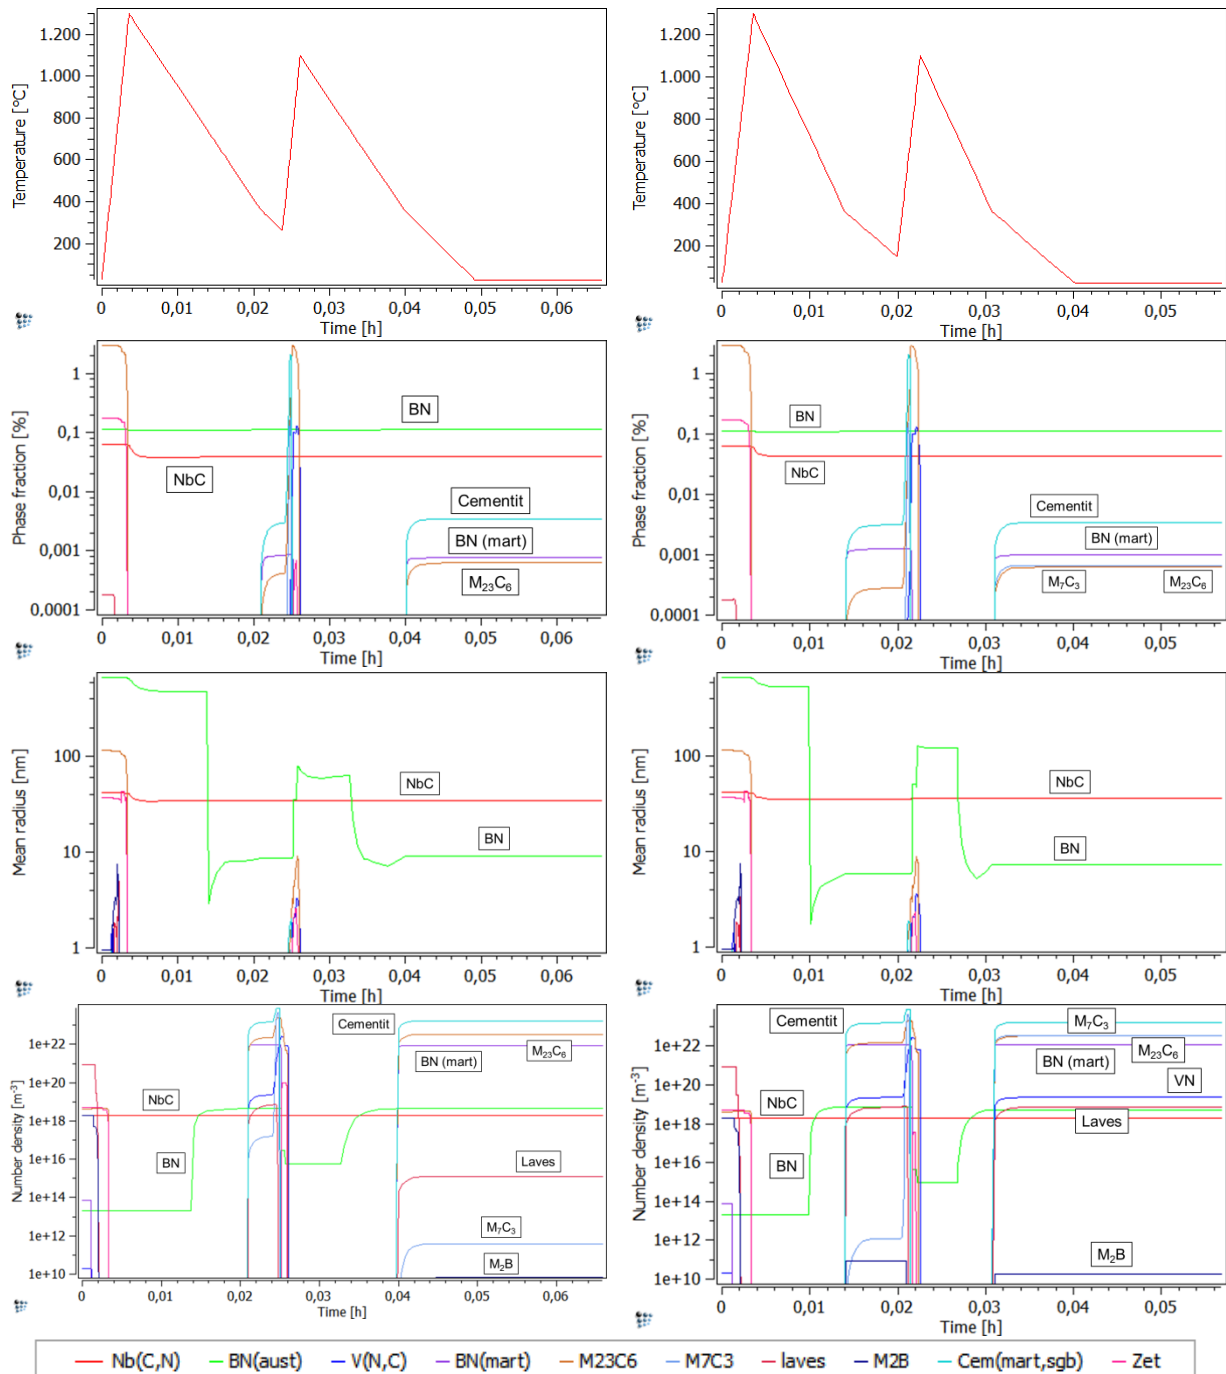 1.200
1.000
800
600
400
200
Temperature [°C]
0 0,01 0,02 0,03 0,04 0,05 0,06
Time [h]
1.200
1.000
800
600
400
200
Temperature [°C]
0 0,01 0,02 0,03 0,04 0,05
Time [h]
1
0,1
0,01
0,001
0,0001
Phase fraction [%]
BN
NbC
Cementit
BN (mart)
M23C6
0 0,01 0,02 0,03 0,04 0,05 0,06
Time [h]
1
0,1
0,01
0,001
0,0001
Phase fraction [%]
BN
NbC
Cementit
BN (mart)
M7C3
M23C6
0 0,01 0,02 0,03 0,04 0,05
Time [h]
100
10
1
Mean radius [nm]
NbC
BN
0 0,01 0,02 0,03 0,04 0,05 0,06
Time [h]
100
10
1
Mean radius [nm]
NbC
BN
0 0,01 0,02 0,03 0,04 0,05
Time [h]
1e+22
1e+20
1e+18
1e+16
1e+14
1e+12
1e+10
Number density [m⁻³]
Cementit
M23C6
BN (mart)
NbC
BN
Laves
M7C3
M2B
0 0,01 0,02 0,03 0,04 0,05 0,06
Time [h]
1e+22
1e+20
1e+18
1e+16
1e+14
1e+12
1e+10
Number density [m⁻³]
Cementit
M7C3
M23C6
BN (mart)
VN
NbC
Laves
BN
M2B
0 0,01 0,02 0,03 0,04 0,05
Time [h]
Nb(C,N) BN(aust) V(N,C) BN(mart) M23C6 M7C3 laves M2B Cem(mart,sgb) Zet